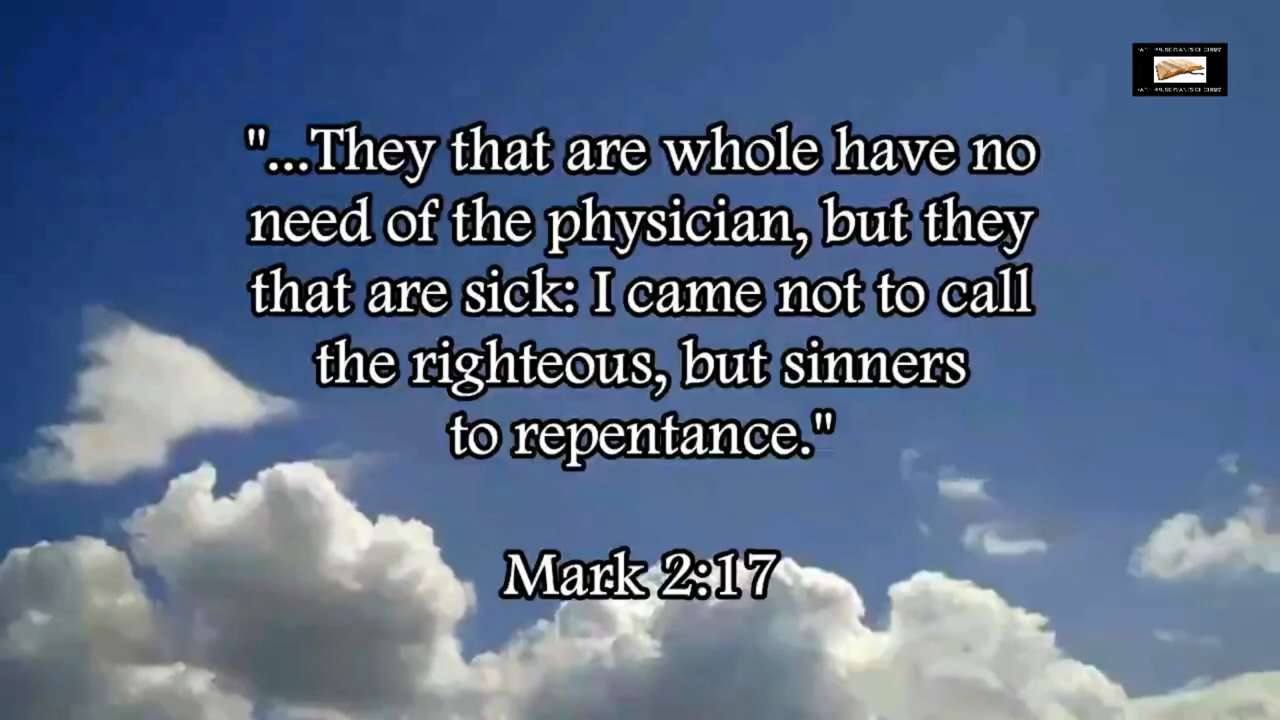 "...They that are whole have no
need of the physician, but they
that are sick: I came not to call
the righteous, but sinners
to repentance."
Mark 2:17